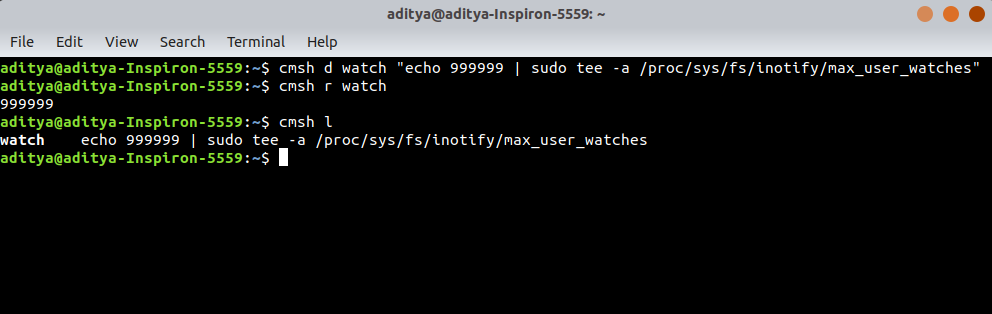 aditya@aditya-Inspiron-5559: ~
File Edit View Search Terminal Help
aditya@aditya-Inspiron-5559:~$ cmsh d watch "echo 999999 | sudo tee -a /proc/sys/fs/inotify/max_user_watches"
aditya@aditya-Inspiron-5559:~$ cmsh r watch
999999
aditya@aditya-Inspiron-5559:~$ cmsh l
watch    echo 999999 | sudo tee -a /proc/sys/fs/inotify/max_user_watches
aditya@aditya-Inspiron-5559:~$